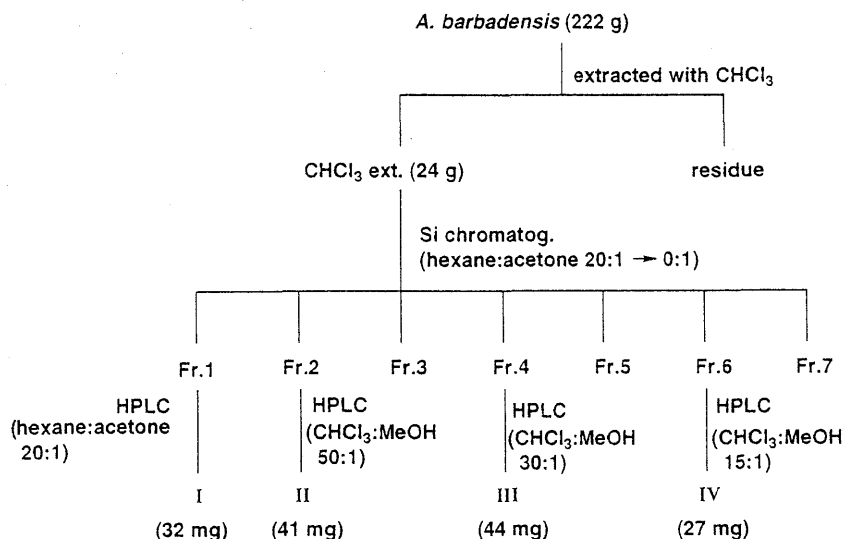 A. barbadensis (222 g)
extracted with CHCl₃
CHCl₃ ext. (24 g)
residue
Si chromatog.
(hexane:acetone 20:1 → 0:1)
Fr.1
Fr.2
Fr.3
Fr.4
Fr.5
Fr.6
Fr.7
HPLC
(hexane:acetone
20:1)
HPLC
(CHCl₃:MeOH
50:1)
HPLC
(CHCl₃:MeOH
30:1)
HPLC
(CHCl₃:MeOH
15:1)
I
II
III
IV
(32 mg)
(41 mg)
(44 mg)
(27 mg)